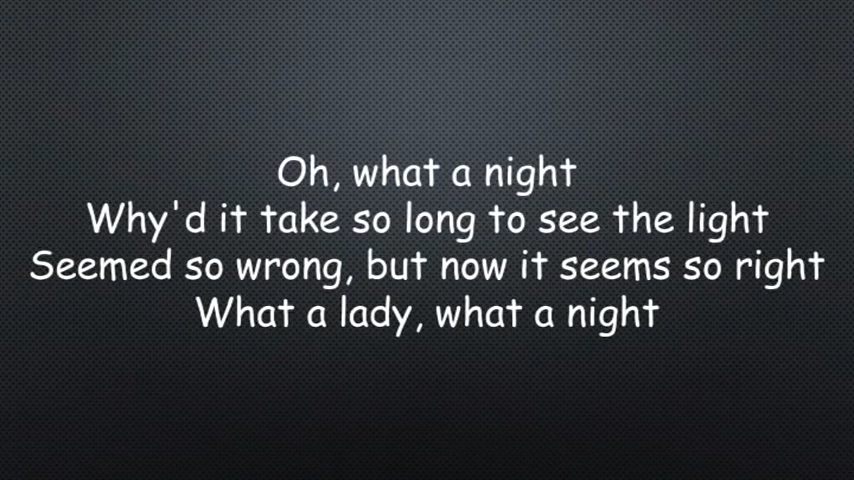 Oh, what a night
Why'd it take so long to see the light
Seemed so wrong, but now it seems so right
What a lady, what a night